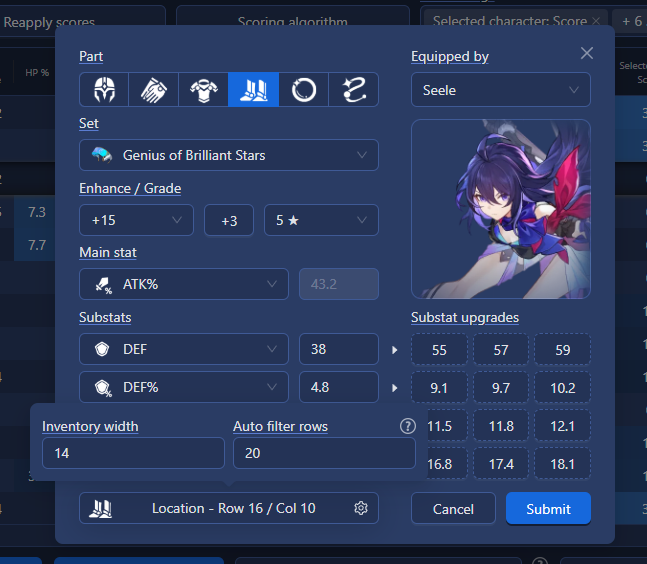 Reapply scores
Scoring algorithm
Selected character: Score ×
+ 6
HP %
Selecte
Sc
7.3
7.7
Part
Equipped by
Seele
Set
Genius of Brilliant Stars
Enhance / Grade
+15
+3
5 ★
Main stat
ATK%
43.2
Substats
Substat upgrades
DEF
38
55
57
59
DEF%
4.8
9.1
9.7
10.2
Inventory width
Auto filter rows
?
14
20
11.5
11.8
12.1
16.8
17.4
18.1
Location - Row 16 / Col 10
Cancel
Submit